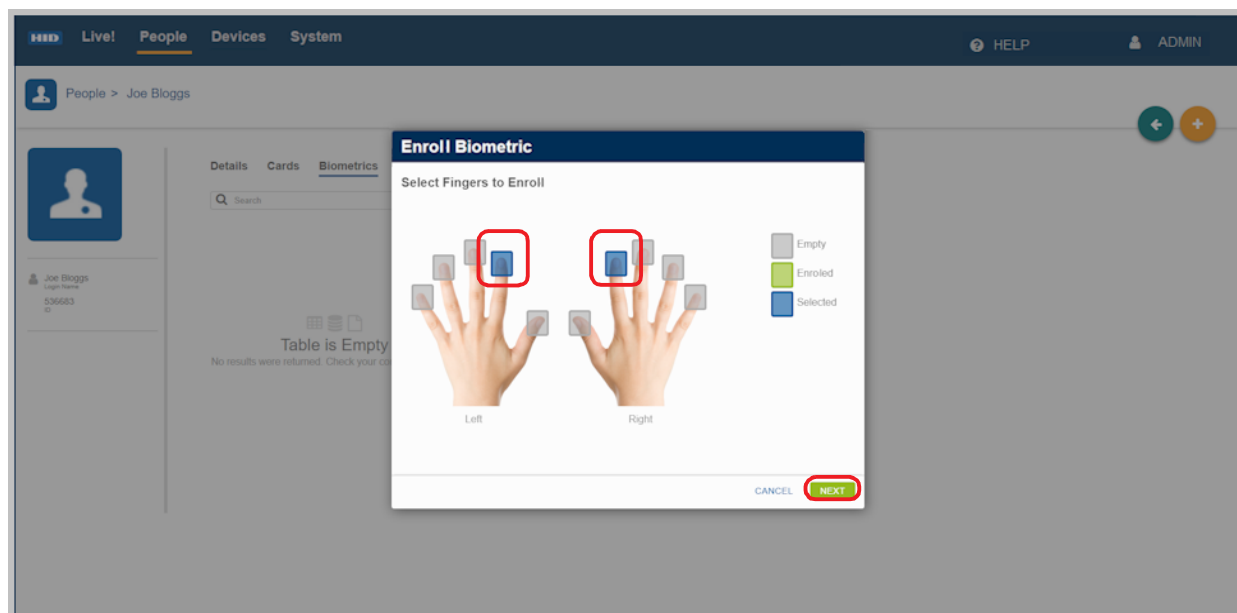 HID Live! People Devices System HELP ADMIN
People > Joe Bloggs
Enroll Biometric
Details Cards Biometrics
Select Fingers to Enroll
Search
Empty
Enroled
Selected
Joe Bloggs
Login Name
536683
ID
Table is Empty
No results were returned. Check your co
Left Right
CANCEL NEXT